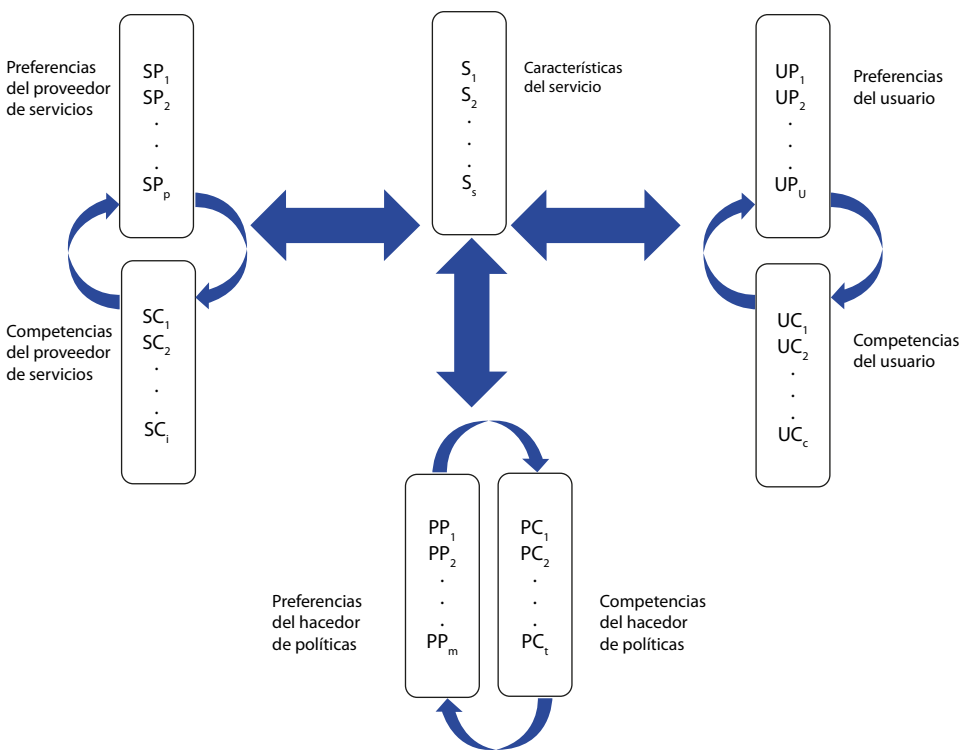 Preferencias
del proveedor
de servicios
SP1
SP2
.
.
.
SPp
S1
S2
.
.
.
Ss
Características
del servicio
UP1
UP2
.
.
.
UPU
Preferencias
del usuario
Competencias
del proveedor
de servicios
SC1
SC2
.
.
.
SCi
UC1
UC2
.
.
.
UCc
Competencias
del usuario
Preferencias
del hacedor
de políticas
PP1
PP2
.
.
.
PPm
PC1
PC2
.
.
.
PCt
Competencias
del hacedor
de políticas